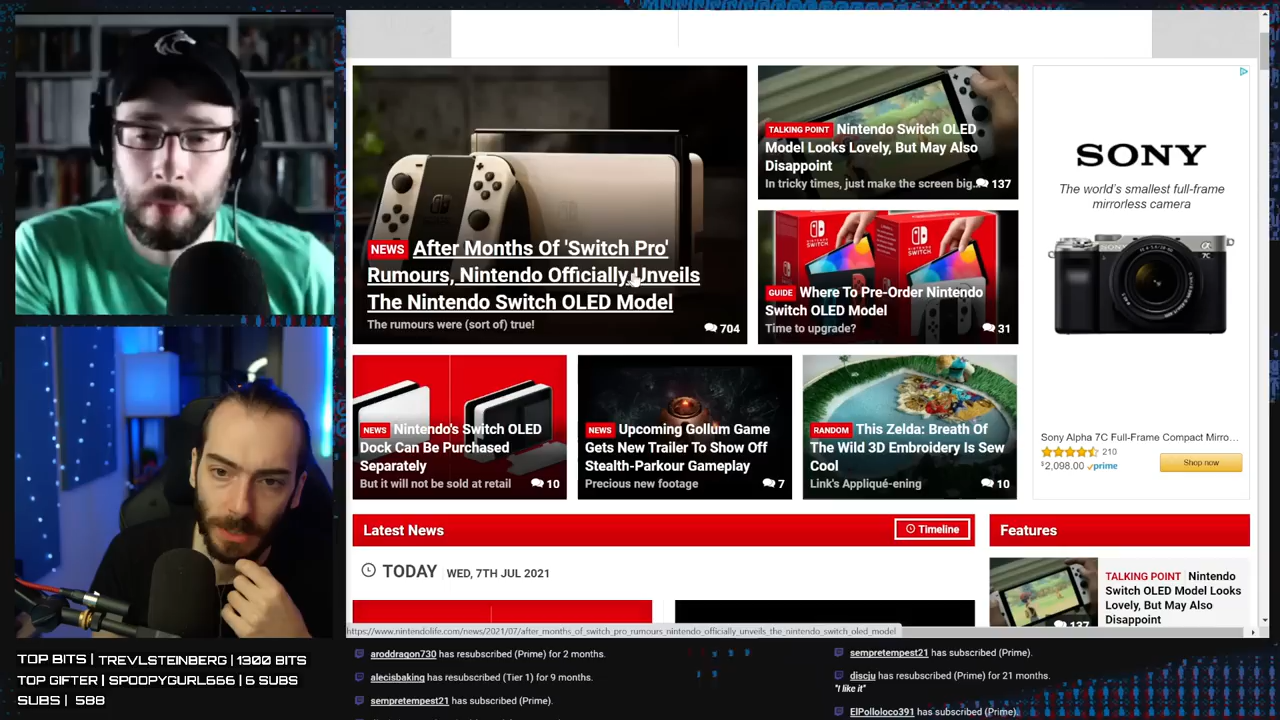 NEWS After Months Of 'Switch Pro'
Rumours, Nintendo Officially Unveils
The Nintendo Switch OLED Model
The rumours were (sort of) true!
704
TALKING POINT Nintendo Switch OLED
Model Looks Lovely, But May Also
Disappoint
In tricky times, just make the screen big...
137
NINTENDO SWITCH
NINTENDO SWITCH
GUIDE Where To Pre-Order Nintendo
Switch OLED Model
Time to upgrade?
31
SONY
The world's smallest full-frame
mirrorless camera
SONY
α
7C
Sony Alpha 7C Full-Frame Compact Mirro...
210
$2,098.00 prime
Shop now
NEWS Nintendo's Switch OLED
Dock Can Be Purchased
Separately
But it will not be sold at retail
10
NEWS Upcoming Gollum Game
Gets New Trailer To Show Off
Stealth-Parkour Gameplay
Precious new footage
7
RANDOM This Zelda: Breath Of
The Wild 3D Embroidery Is Sew
Cool
Link's Appliqué-ening
10
Latest News
Timeline
Features
TODAY WED, 7TH JUL 2021
TALKING POINT Nintendo
Switch OLED Model Looks
Lovely, But May Also
Disappoint
137
https://www.nintendolife.com/news/2021/07/after_months_of_switch_pro_rumours_nintendo_officially_unveils_the_nintendo_switch_oled_model
TOP BITS | TREVLSTEINBERG | 1300 BITS
TOP GIFTER | SPOOPYGURL666 | 6 SUBS
SUBS | 588
aroddragon730 has resubscribed (Prime) for 2 months.
alecisbaking has resubscribed (Tier 1) for 9 months.
sempretempest21 has subscribed (Prime).
sempretempest21 has subscribed (Prime).
discju has resubscribed (Prime) for 21 months.
"I like it"
ElPolloloco391 has subscribed (Prime).